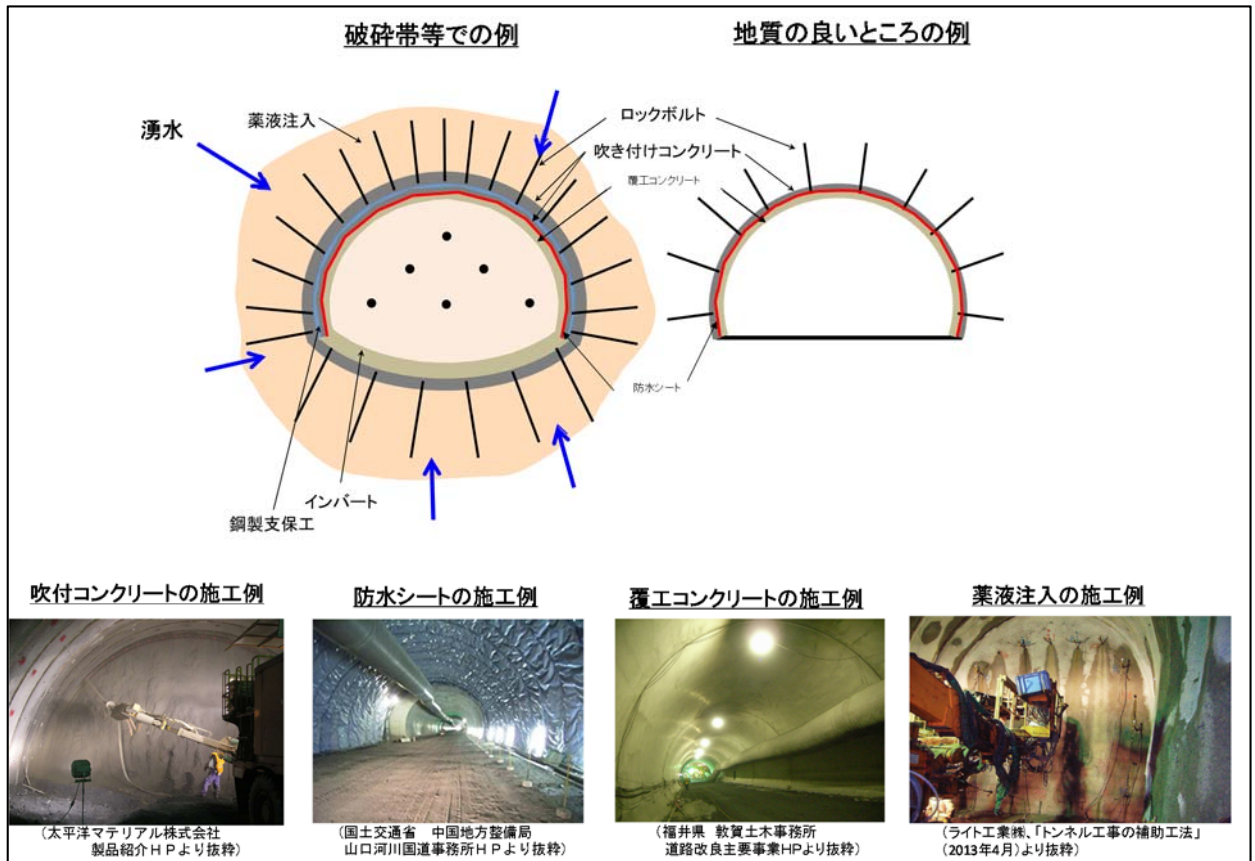 破砕帯等での例
地質の良いところの例
湧水
薬液注入
ロックボルト
吹き付けコンクリート
覆工コンクリート
防水シート
インバート
鋼製支保工
吹付コンクリートの施工例
防水シートの施工例
覆工コンクリートの施工例
薬液注入の施工例
(太平洋マテリアル株式会社
製品紹介HPより抜粋)
(国土交通省 中国地方整備局
山口河川国道事務所HPより抜粋)
(福井県 敦賀土木事務所
道路改良主要事業HPより抜粋)
(ライト工業㈱、「トンネル工事の補助工法」
(2013年4月)より抜粋)